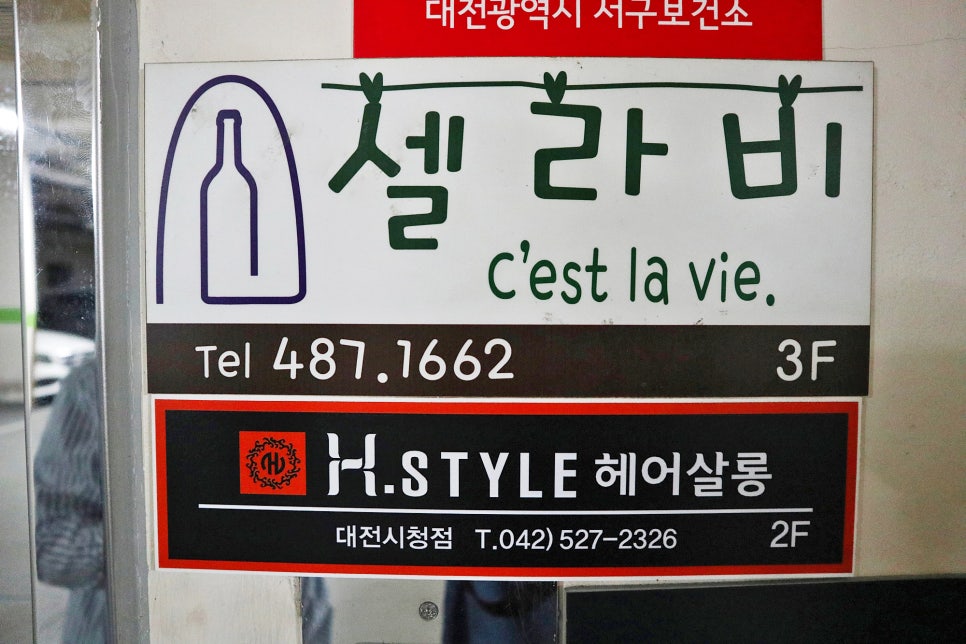 대전광역시 서구보건소
셀라비
c'est la vie.
Tel 487.1662 3F
H.STYLE 헤어살롱
대전시청점 T.042) 527-2326 2F